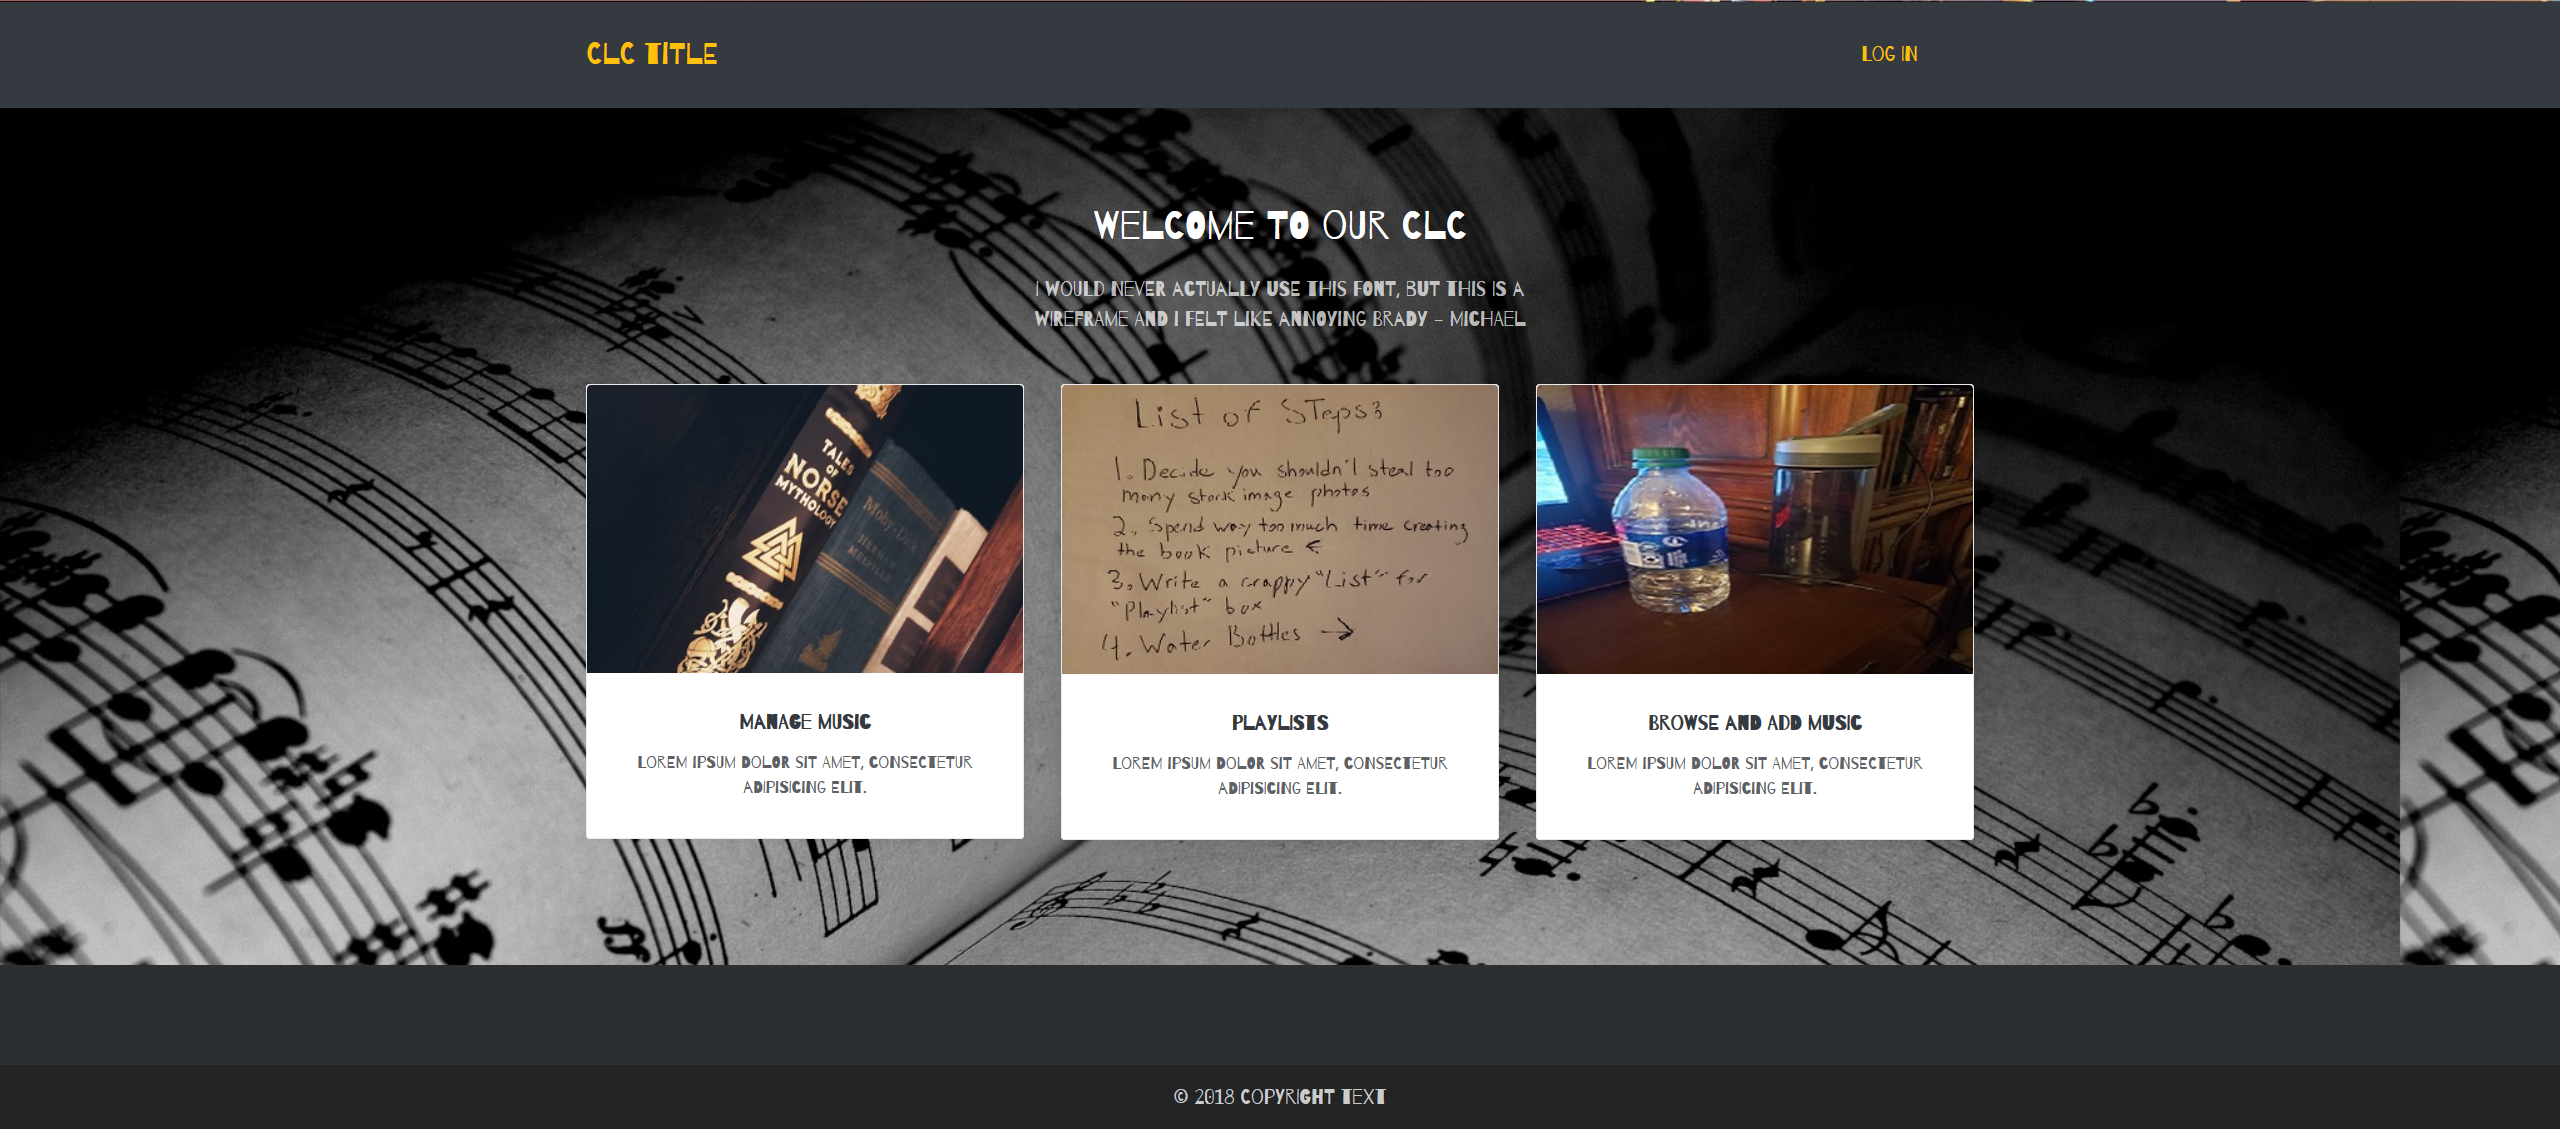 CLC TITLE
LOG IN
WELCOME TO OUR CLC
I WOULD NEVER ACTUALLY USE THIS FONT, BUT THIS IS A
WIREFRAME AND I FELT LIKE ANNOYING BRADY - MICHAEL
TALES
OF
NORSE
MYTHOLOGY
Moby-Dick
HERMAN
MELVILLE
List of STeps:
1. Decide you shouldn't steal too
many stock image photos
2. Spend way too much time creating
the book picture ←
3, Write a crappy "List" for
"Playlist" box
4. Water Bottles →
MANAGE MUSIC
LOREM IPSUM DOLOR SIT AMET, CONSECTETUR
ADIPISICING ELIT.
PLAYLISTS
LOREM IPSUM DOLOR SIT AMET, CONSECTETUR
ADIPISICING ELIT.
BROWSE AND ADD MUSIC
LOREM IPSUM DOLOR SIT AMET, CONSECTETUR
ADIPISICING ELIT.
© 2018 COPYRIGHT TEXT